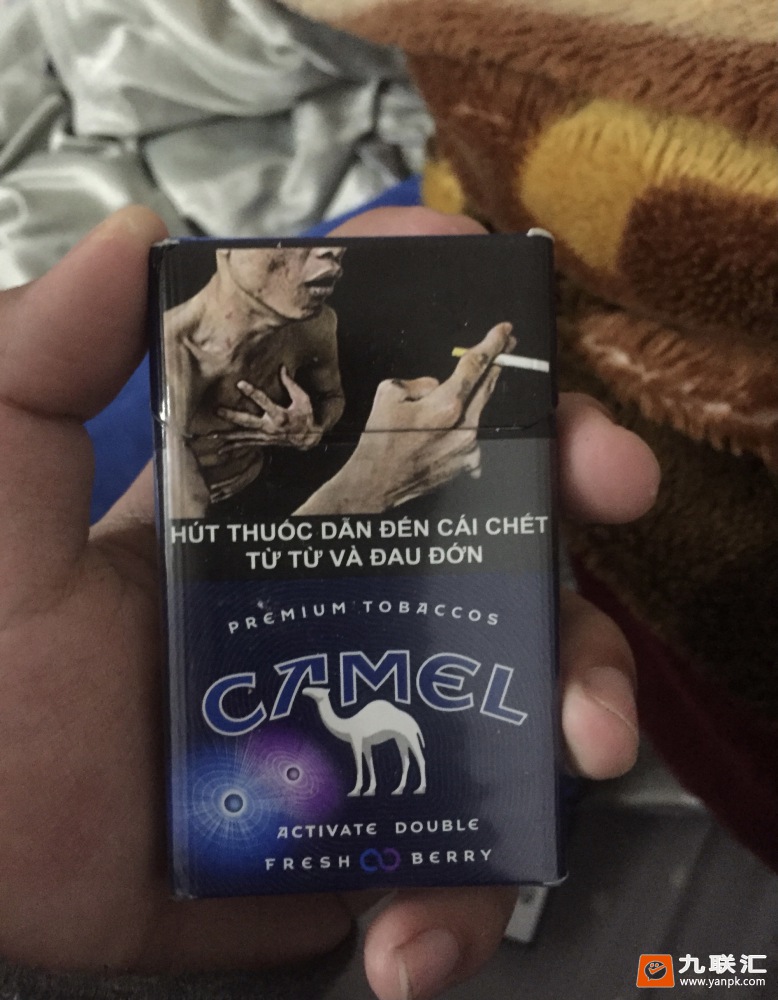 HÚT THUỐC DẪN ĐẾN CÁI CHẾT
TỪ TỪ VÀ ĐAU ĐỚN
PREMIUM TOBACCOS
CAMEL
ACTIVATE DOUBLE
FRESH BERRY
九联汇
www.yanpk.com